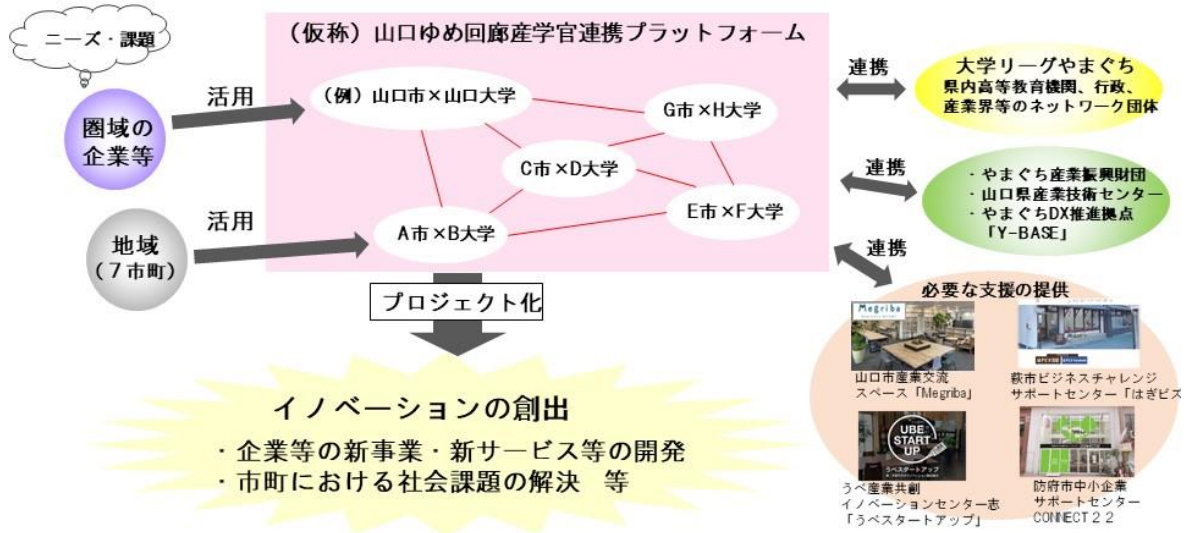 ニーズ・課題
圏域の
企業等
活用
地域
(７市町)
活用
(仮称) 山口ゆめ回廊産学官連携プラットフォーム
(例) 山口市×山口大学
G市×H大学
C市×D大学
E市×F大学
A市×B大学
プロジェクト化
イノベーションの創出
・企業等の新事業・新サービス等の開発
・市町における社会課題の解決　等
連携
大学リーグやまぐち
県内高等教育機関、行政、
産業界等のネットワーク団体
連携
・やまぐち産業振興財団
・山口県産業技術センター
・やまぐちDX推進拠点
「Y-BASE」
連携
必要な支援の提供
Megriba
山口市産業交流
スペース「Megriba」
萩市ビジネスチャレンジ
サポートセンター「はぎビズ
UBE
START
UP
うべスタートアップ
うべ産業共創
イノベーションセンター志
「うべスタートアップ」
防府市中小企業
サポートセンター
CONNECT２２